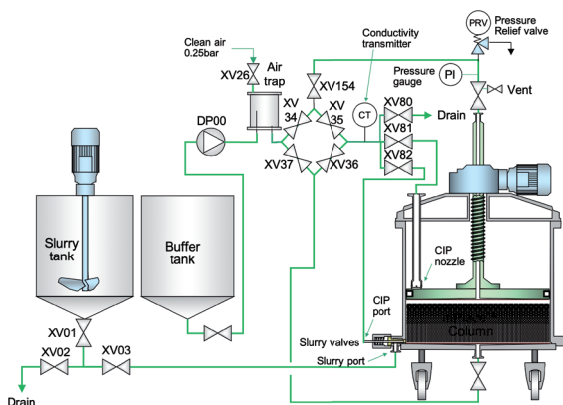 PRV
Pressure
Relief valve
Clean air
0.25bar
Conductivity
transmitter
XV26
Air
trap
XV154
Pressure
gauge
PI
Vent
XV
34
XV
35
CT
XV80
Drain
DP00
XV81
XV37
XV36
XV82
Slurry
tank
Buffer
tank
CIP
nozzle
CIP
port
Column
XV01
Slurry valves
Slurry port
XV02
XV03
Drain